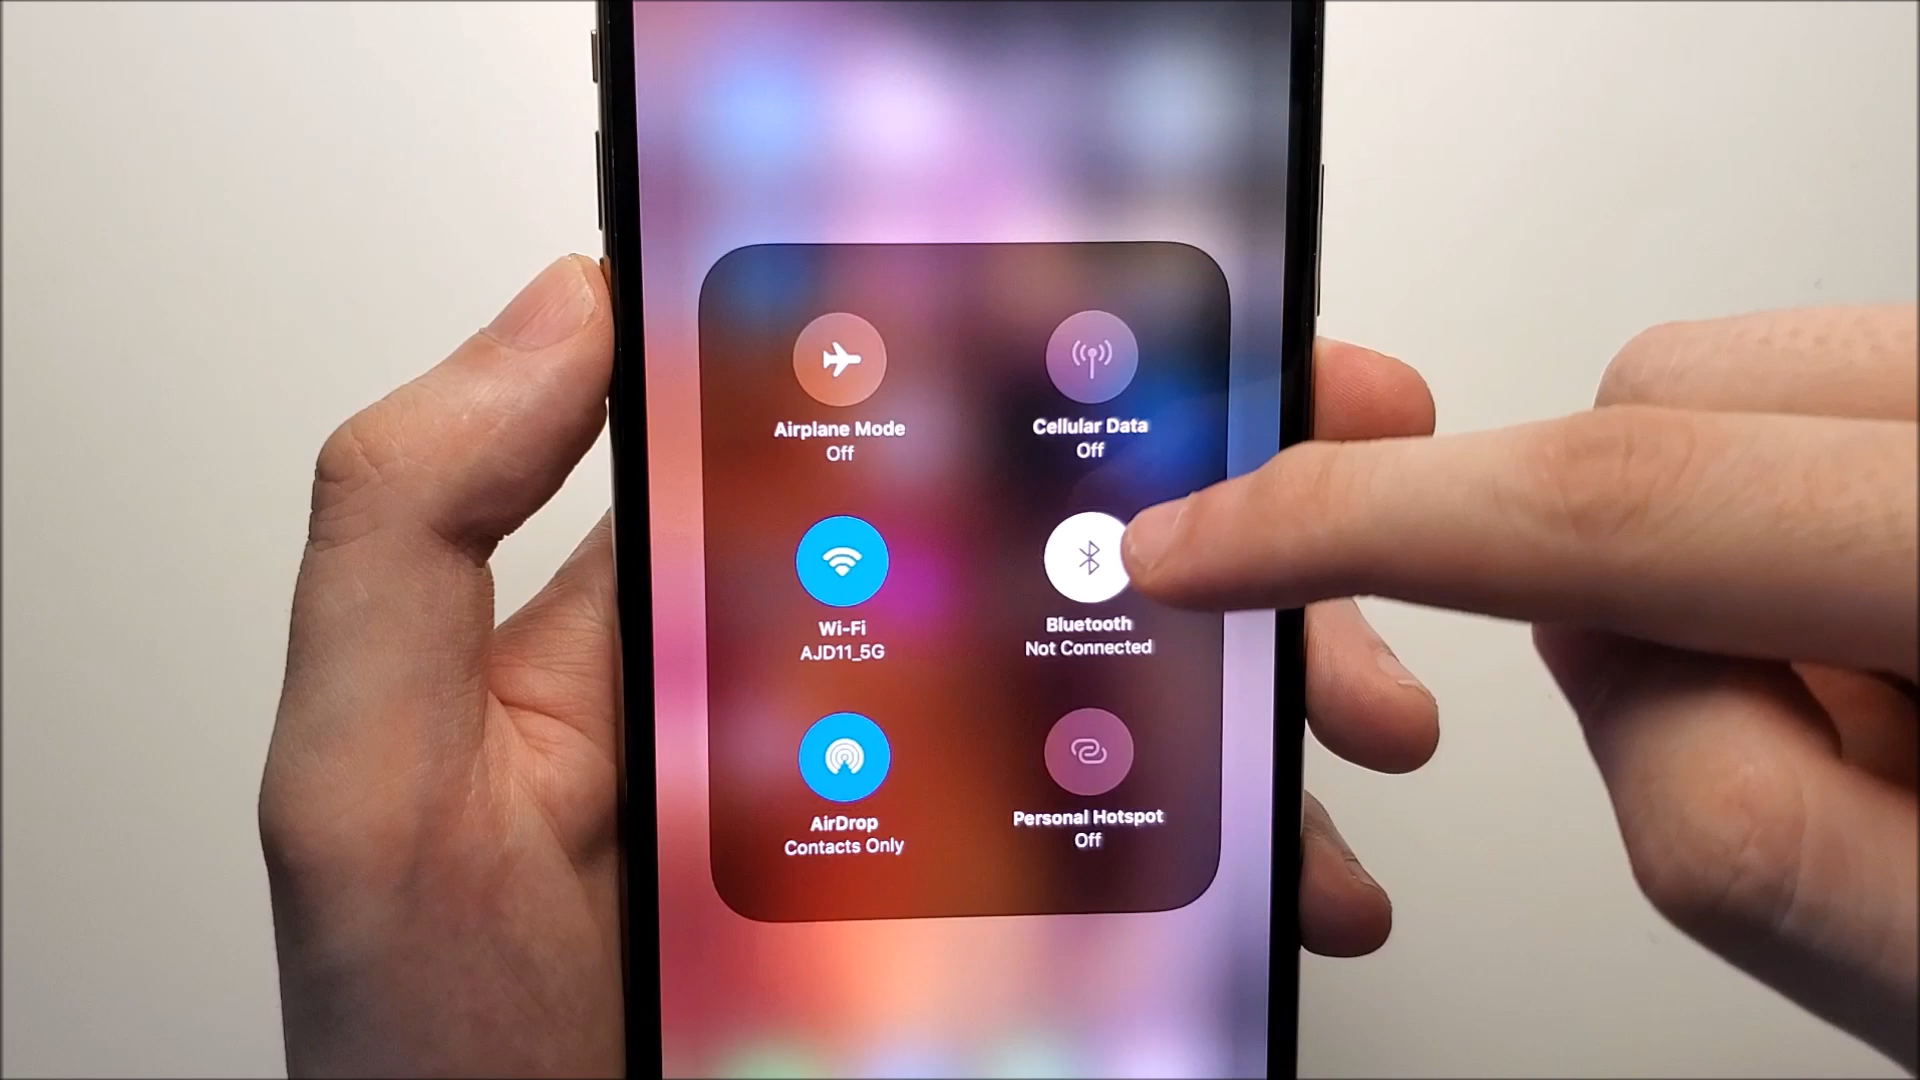 Airplane Mode
Off
Cellular Data
Off
Wi-Fi
AJD11_5G
Bluetooth
Not Connected
AirDrop
Contacts Only
Personal Hotspot
Off